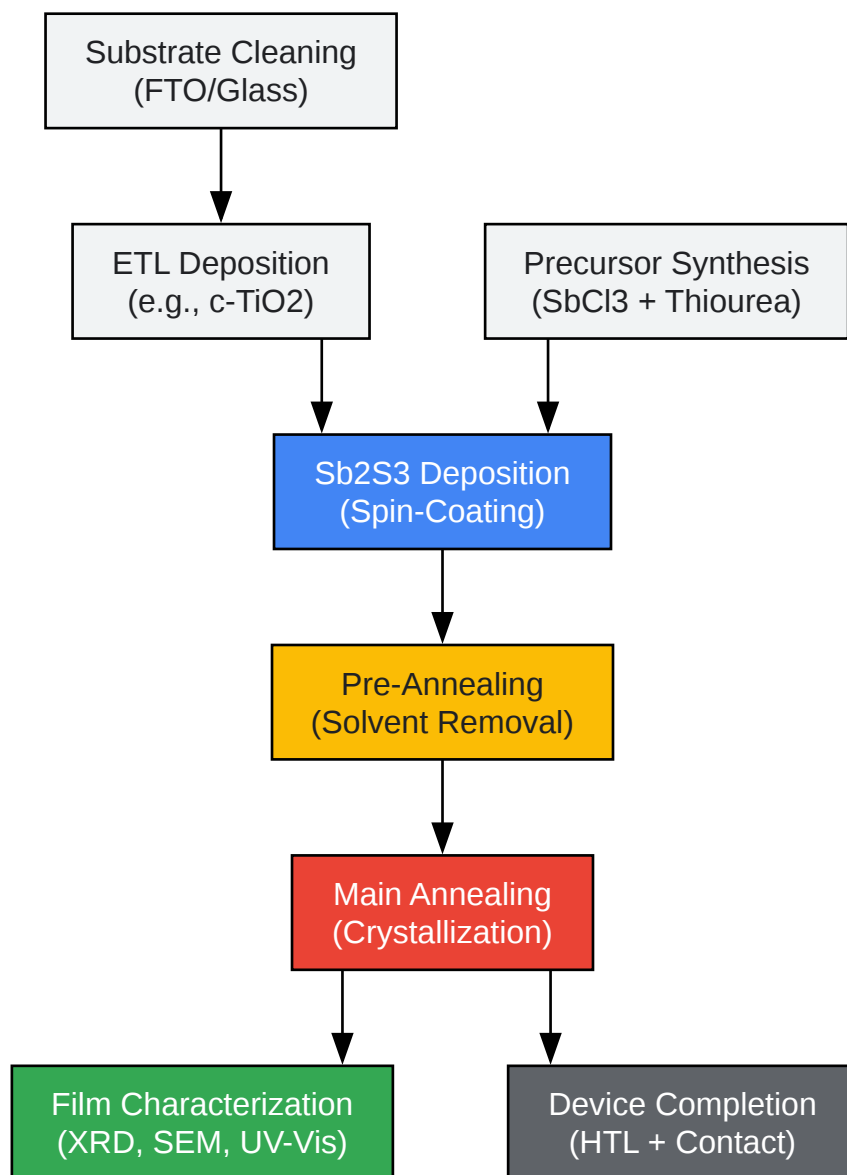 Substrate Cleaning
(FTO/Glass)
ETL Deposition
(e.g., c-TiO2)
Precursor Synthesis
(SbCl3 + Thiourea)
Sb2S3 Deposition
(Spin-Coating)
Pre-Annealing
(Solvent Removal)
Main Annealing
(Crystallization)
Film Characterization
(XRD, SEM, UV-Vis)
Device Completion
(HTL + Contact)